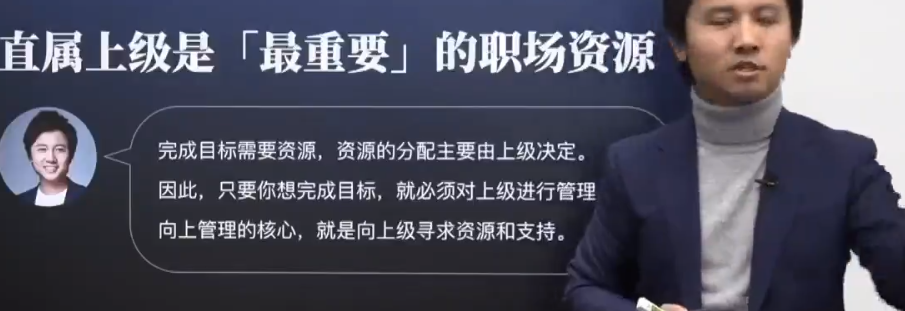 直属上级是「最重要」的职场资源
完成目标需要资源，资源的分配主要由上级决定。
因此，只要你想完成目标，就必须对上级进行管理
向上管理的核心，就是向上级寻求资源和支持。